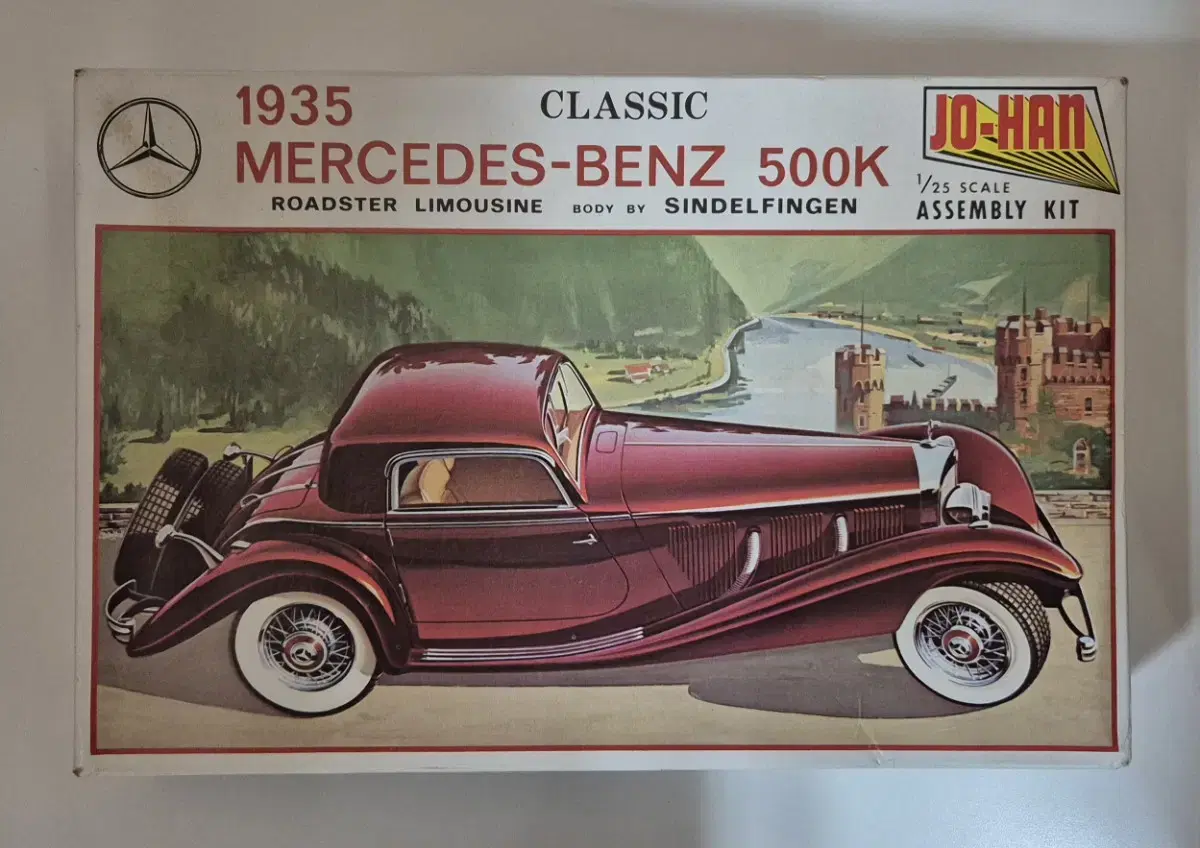 1935
CLASSIC
MERCEDES-BENZ 500K
ROADSTER LIMOUSINE BODY BY SINDELFINGEN
JO-HAN
1/25 SCALE
ASSEMBLY KIT